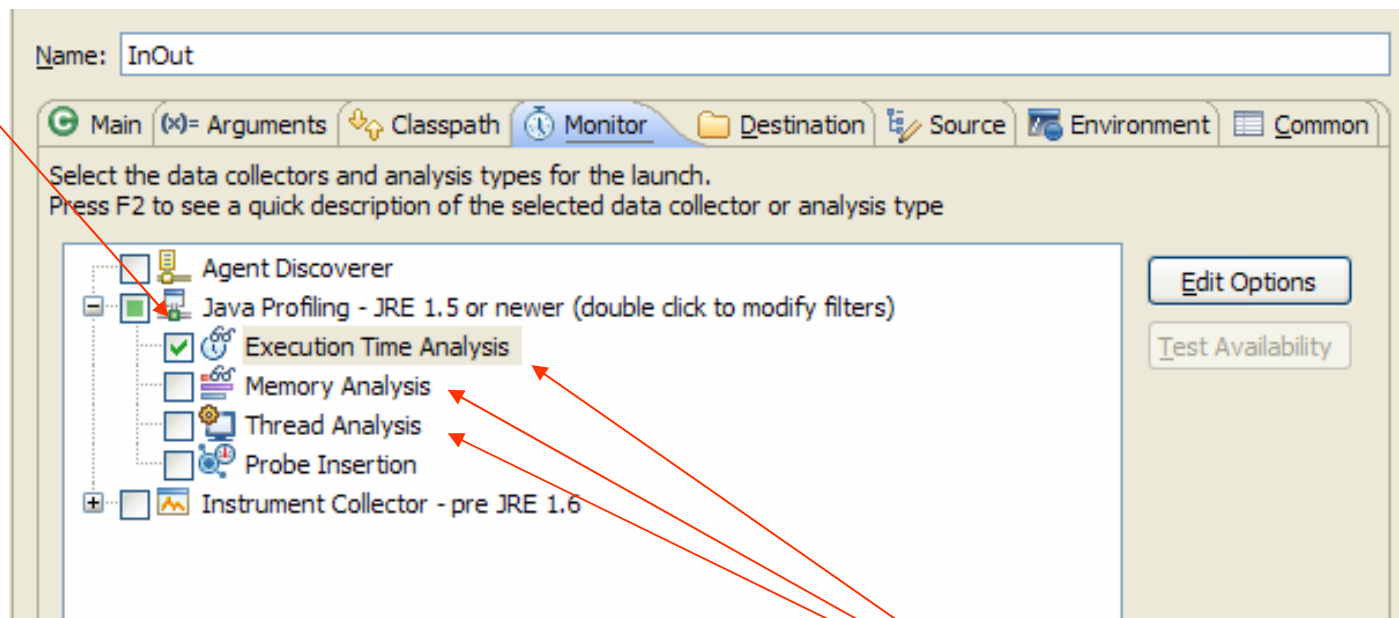 Name: InOut
Main (x)= Arguments Classpath Monitor Destination Source Environment Common
Select the data collectors and analysis types for the launch.
Press F2 to see a quick description of the selected data collector or analysis type
Agent Discoverer
Edit Options
Java Profiling - JRE 1.5 or newer (double click to modify filters)
Execution Time Analysis
Test Availability
Memory Analysis
Thread Analysis
Probe Insertion
Instrument Collector - pre JRE 1.6